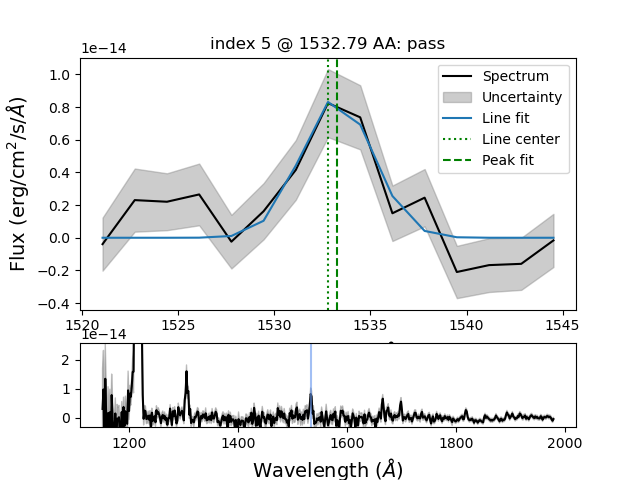 index 5 @ 1532.79 AA: pass
1e−14
1.0
0.8
0.6
0.4
0.2
0.0
−0.2
−0.4
Flux (erg/cm²/s/Å)
Spectrum
Uncertainty
Line fit
Line center
Peak fit
1520 1525 1530 1535 1540 1545
1e−14
2
1
0
1200 1400 1600 1800 2000
Wavelength (Å)